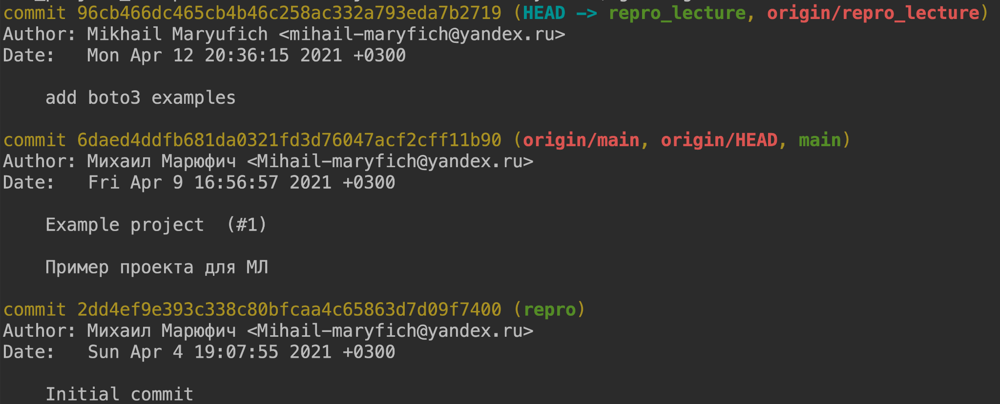 commit 96cb466dc465cb4b46c258ac332a793eda7b2719 (HEAD -> repro_lecture, origin/repro_lecture)
Author: Mikhail Maryufich <mihail-maryfich@yandex.ru>
Date:   Mon Apr 12 20:36:15 2021 +0300
add boto3 examples
commit 6daed4ddfb681da0321fd3d76047acf2cff11b90 (origin/main, origin/HEAD, main)
Author: Михаил Марюфич <Mihail-maryfich@yandex.ru>
Date:   Fri Apr 9 16:56:57 2021 +0300
Example project  (#1)
Пример проекта для МЛ
commit 2dd4ef9e393c338c80bfcaa4c65863d7d09f7400 (repro)
Author: Михаил Марюфич <Mihail-maryfich@yandex.ru>
Date:   Sun Apr 4 19:07:55 2021 +0300
Initial commit